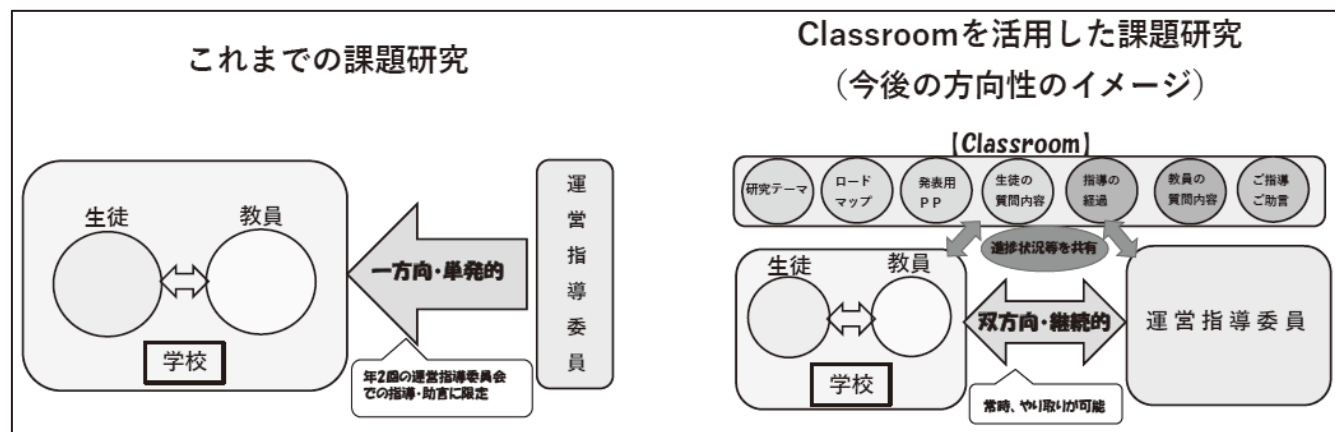 これまでの課題研究
生徒
教員
学校
一方向・単発的
年2回の運営指導委員会
での指導・助言に限定
運営指導委員
Classroomを活用した課題研究
（今後の方向性のイメージ）
【Classroom】
研究テーマ
ロード
マップ
発表用
ＰＰ
生徒の
質問内容
指導の
経過
教員の
質問内容
ご指導
ご助言
進捗状況等を共有
生徒
教員
学校
双方向・継続的
常時、やり取りが可能
運営指導委員